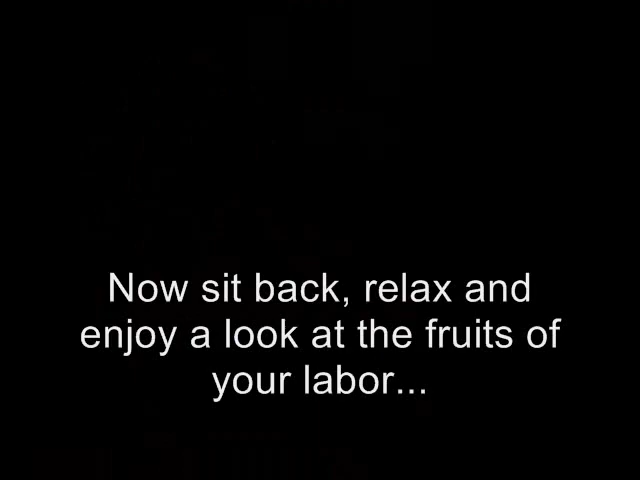 Now sit back, relax and
enjoy a look at the fruits of
your labor...